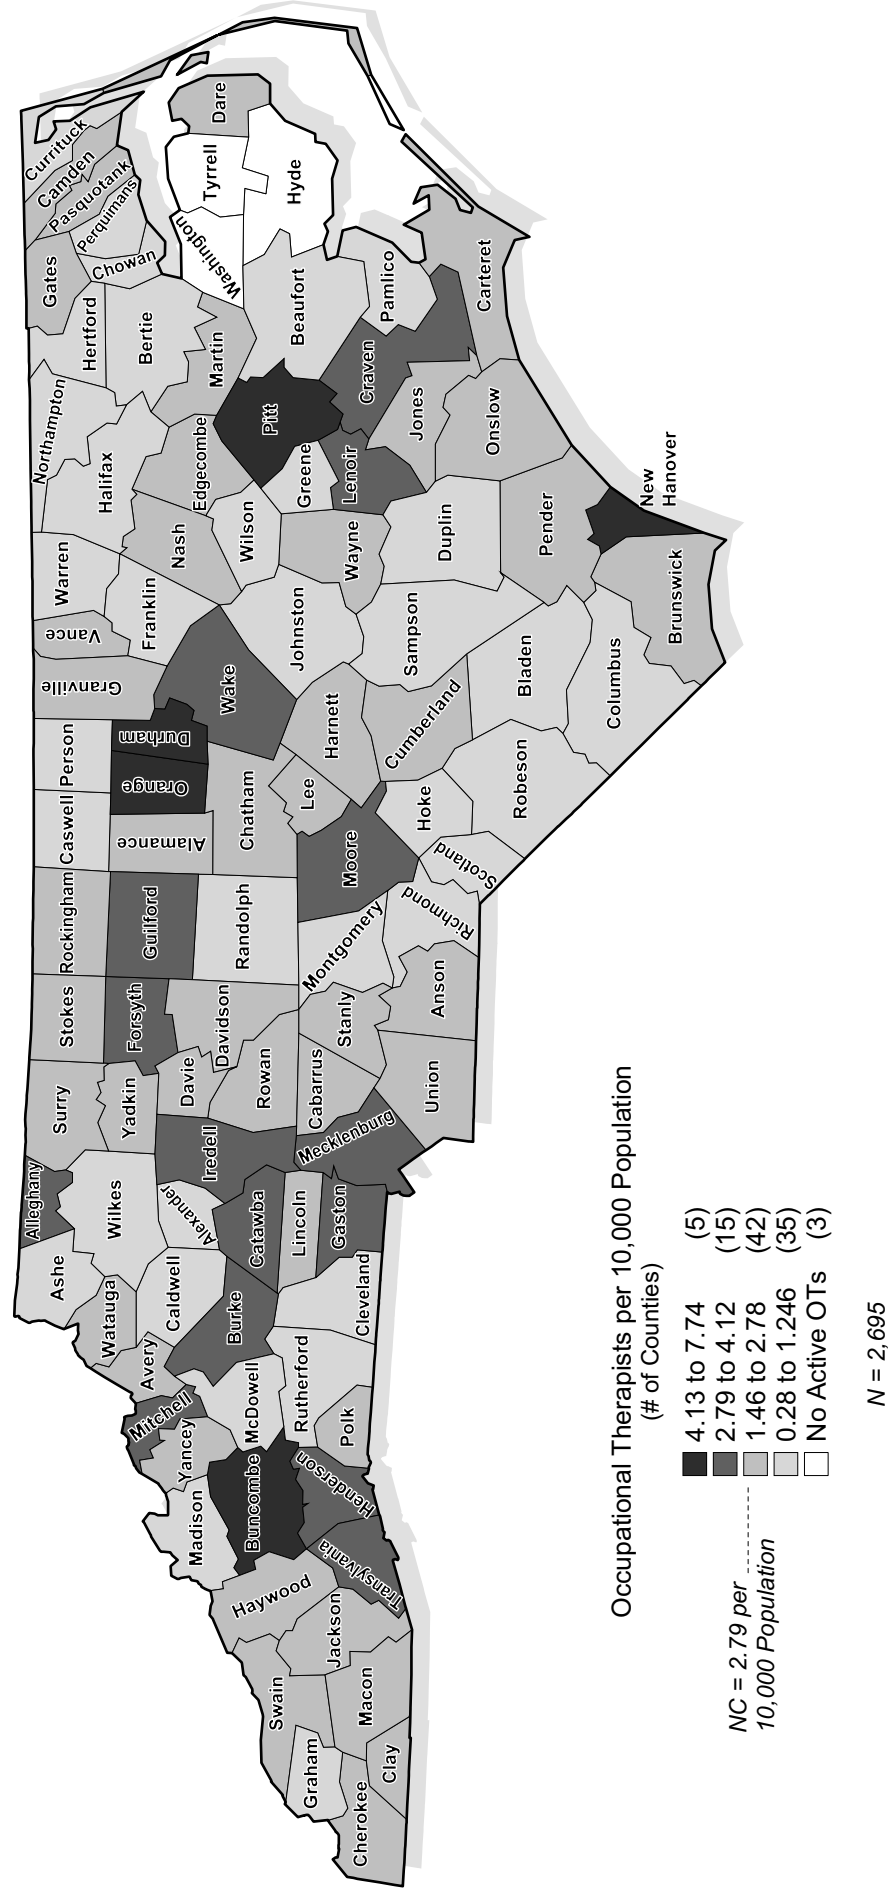 Cherokee
Graham
Clay
Swain
Macon
Jackson
Haywood
Transylvania
Madison
Buncombe
Henderson
Yancey
Mitchell
McDowell
Rutherford
Polk
Avery
Watauga
Burke
Caldwell
Cleveland
Ashe
Alleghany
Wilkes
Alexander
Catawba
Lincoln
Gaston
Surry
Yadkin
Iredell
Mecklenburg
Stokes
Forsyth
Davie
Davidson
Rowan
Cabarrus
Stanly
Union
Anson
Rockingham
Guilford
Randolph
Montgomery
Richmond
Caswell
Person
Alamance
Orange
Durham
Chatham
Lee
Moore
Hoke
Scotland
Robeson
Granville
Vance
Wake
Harnett
Cumberland
Warren
Franklin
Johnston
Sampson
Bladen
Columbus
Brunswick
Northampton
Halifax
Nash
Edgecombe
Wilson
Wayne
Greene
Lenoir
Duplin
Pender
New
Hanover
Hertford
Bertie
Martin
Pitt
Craven
Jones
Onslow
Gates
Chowan
Perquimans
Pasquotank
Camden
Currituck
Washington
Tyrrell
Dare
Hyde
Beaufort
Pamlico
Carteret
Occupational Therapists per 10,000 Population
(# of Counties)
4.13 to 7.74 (5)
2.79 to 4.12 (15)
1.46 to 2.78 (42)
0.28 to 1.246 (35)
No Active OTs (3)
NC = 2.79 per
10,000 Population
N = 2,695